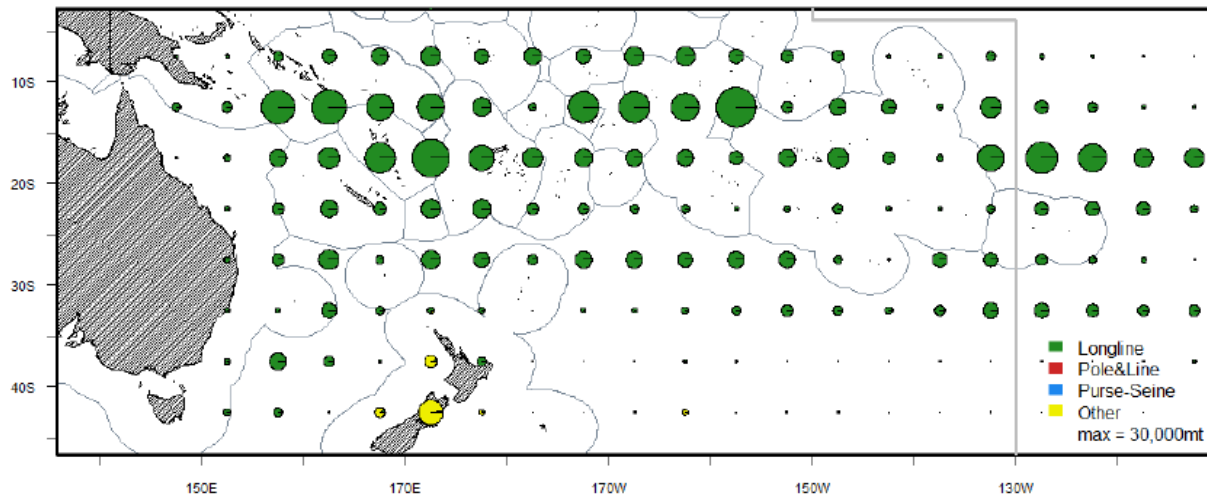 10S
20S
30S
40S
Longline
Pole&Line
Purse-Seine
Other
max = 30,000mt
150E 170E 170W 150W 130W